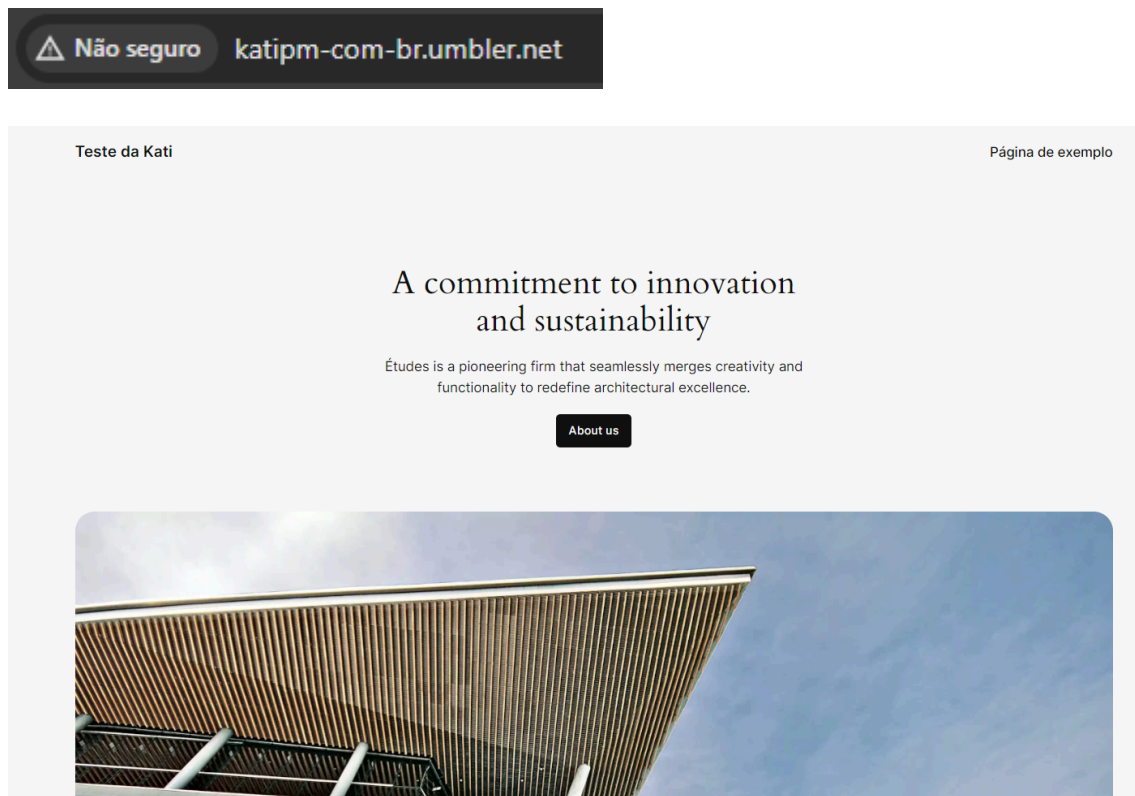 Não seguro katipm-com-br.umbler.net
Teste da Kati
Página de exemplo
A commitment to innovation
and sustainability
Études is a pioneering firm that seamlessly merges creativity and
functionality to redefine architectural excellence.
About us